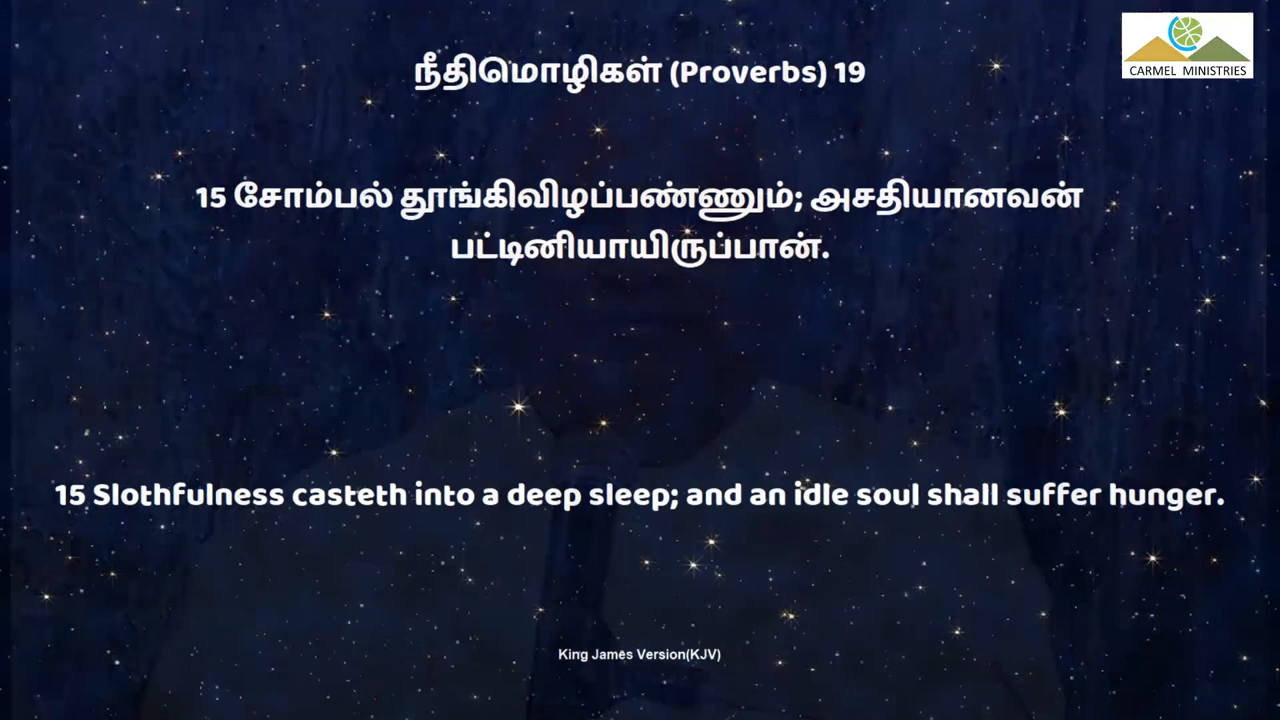 CARMEL MINISTRIES
நீதிமொழிகள் (Proverbs) 19
15 சோம்பல் தூங்கிவிழப்பண்ணும்; அசதியானவன்
பட்டினியாயிருப்பான்.
15 Slothfulness casteth into a deep sleep; and an idle soul shall suffer hunger.
King James Version(KJV)